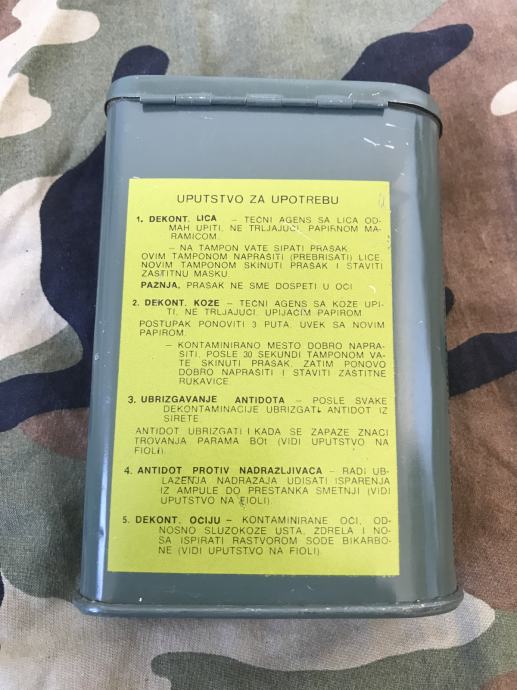 UPUTSTVO ZA UPOTREBU
1. DEKONT. LICA – TEČNI AGENS SA LICA OD-
MAH UPITI, NE TRLJAJUĆI, PAPIRNOM MA-
RAMICOM.
– NA TAMPON VATE SIPATI PRAŠAK,
OVIM TAMPONOM NAPRAŠITI (PREBRISATI) LICE,
NOVIM TAMPONOM SKINUTI PRAŠAK I STAVITI
ZAŠTITNU MASKU.
PAŽNJA, PRAŠAK NE SME DOSPETI U OČI
2. DEKONT. KOŽE – TEČNI AGENS SA KOŽE UPI-
TI, NE TRLJAJUĆI, UPIJAĆIM PAPIROM.
POSTUPAK PONOVITI 3 PUTA, UVEK SA NOVIM
PAPIROM.
– KONTAMINIRANO MESTO DOBRO NAPRA-
ŠITI, POSLE 30 SEKUNDI TAMPONOM VA-
TE SKINUTI PRAŠAK, ZATIM PONOVO
DOBRO NAPRAŠITI I STAVITI ZAŠTITNE
RUKAVICE.
3. UBRIZGAVANJE ANTIDOTA – POSLE SVAKE
DEKONTAMINACIJE UBRIZGATI ANTIDOT IZ
SIRETE.
ANTIDOT UBRIZGATI I KADA SE ZAPAZE ZNACI
TROVANJA PARAMA BOt (VIDI UPUTSTVO NA
FIOLI).
4. ANTIDOT PROTIV NADRAŽLJIVACA – RADI UB-
LAŽENJA NADRAŽAJA UDISATI ISPARENJA
IZ AMPULE DO PRESTANKA SMETNJI (VIDI
UPUTSTVO NA FIOLI).
5. DEKONT. OČIJU – KONTAMINIRANE OČI, OD-
NOSNO SLUZOKOŽE USTA, ŽDRELA I NO-
SA ISPIRATI RASTVOROM SODE BIKARBO-
NE (VIDI UPUTSTVO NA FIOLI).